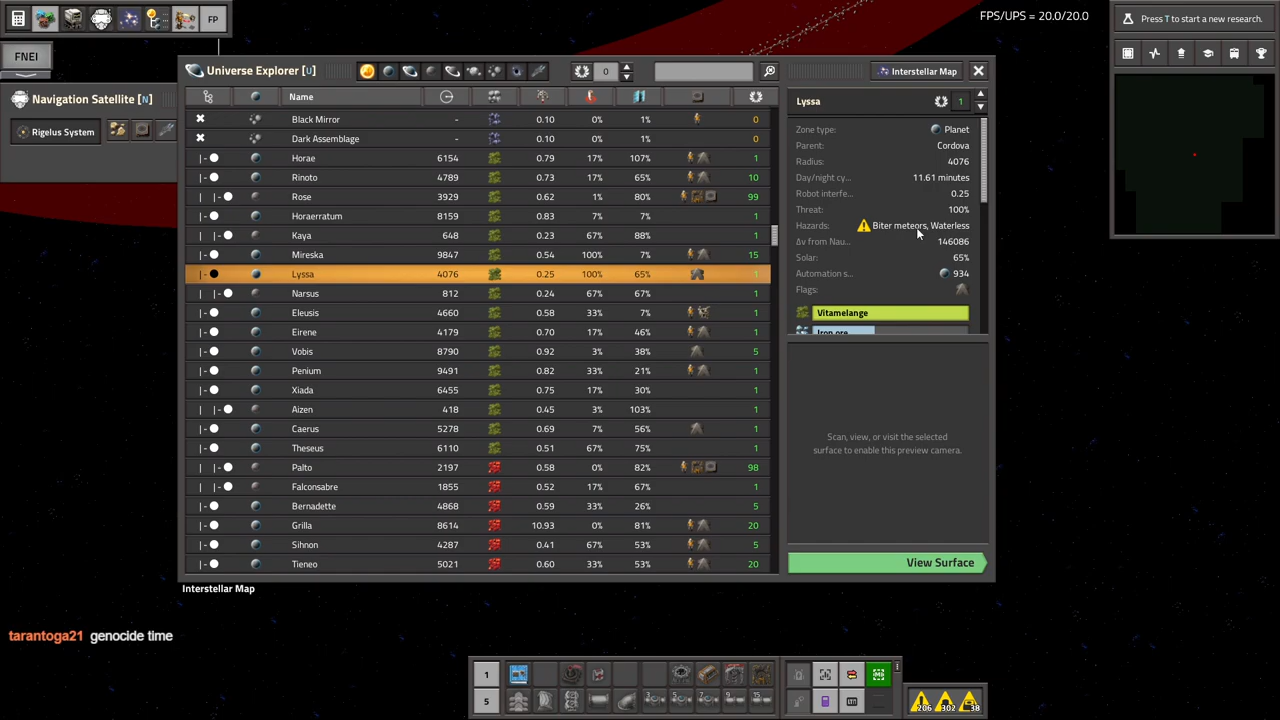 FP
FPS/UPS = 20.0/20.0
Press T to start a new research.
FNEI
Navigation Satellite [N]
Rigelus System
Universe Explorer [U]
0
Interstellar Map
Name
Black Mirror - 0.10 0% 1% 0
Dark Assemblage - 0.10 0% 1% 0
|- Horae 6154 0.79 17% 107% 1
|- Rinoto 4789 0.73 17% 65% 10
| |- Rose 3929 0.62 1% 80% 99
|- Horaerratum 8159 0.83 7% 7% 1
| |- Kaya 648 0.23 67% 88% 1
|- Mireska 9847 0.54 100% 7% 15
|- Lyssa 4076 0.25 100% 65% 1
| |- Narsus 812 0.24 67% 67% 1
|- Eleusis 4660 0.58 33% 7% 1
|- Eirene 4179 0.70 17% 46% 1
|- Vobis 8790 0.92 3% 38% 5
|- Penium 9491 0.82 33% 21% 1
|- Xiada 6455 0.75 17% 30% 1
| |- Aizen 418 0.45 3% 103% 1
|- Caerus 5278 0.69 7% 56% 1
|- Theseus 6110 0.51 67% 75% 1
| |- Palto 2197 0.58 0% 82% 98
| |- Falconsabre 1855 0.52 17% 67% 1
|- Bernadette 4868 0.59 33% 26% 5
|- Grilla 8614 10.93 0% 81% 20
|- Sihnon 4287 0.41 67% 53% 5
|- Tieneo 5021 0.60 33% 53% 20
Lyssa 1
Zone type: Planet
Parent: Cordova
Radius: 4076
Day/night cy... 11.61 minutes
Robot interfe... 0.25
Threat: 100%
Hazards: Biter meteors, Waterless
Δv from Nau... 146086
Solar: 65%
Automation s... 934
Flags:
Vitamelange
Iron ore
Scan, view, or visit the selected
surface to enable this preview camera.
View Surface
Interstellar Map
tarantoga21 genocide time
1
5
206 302 38